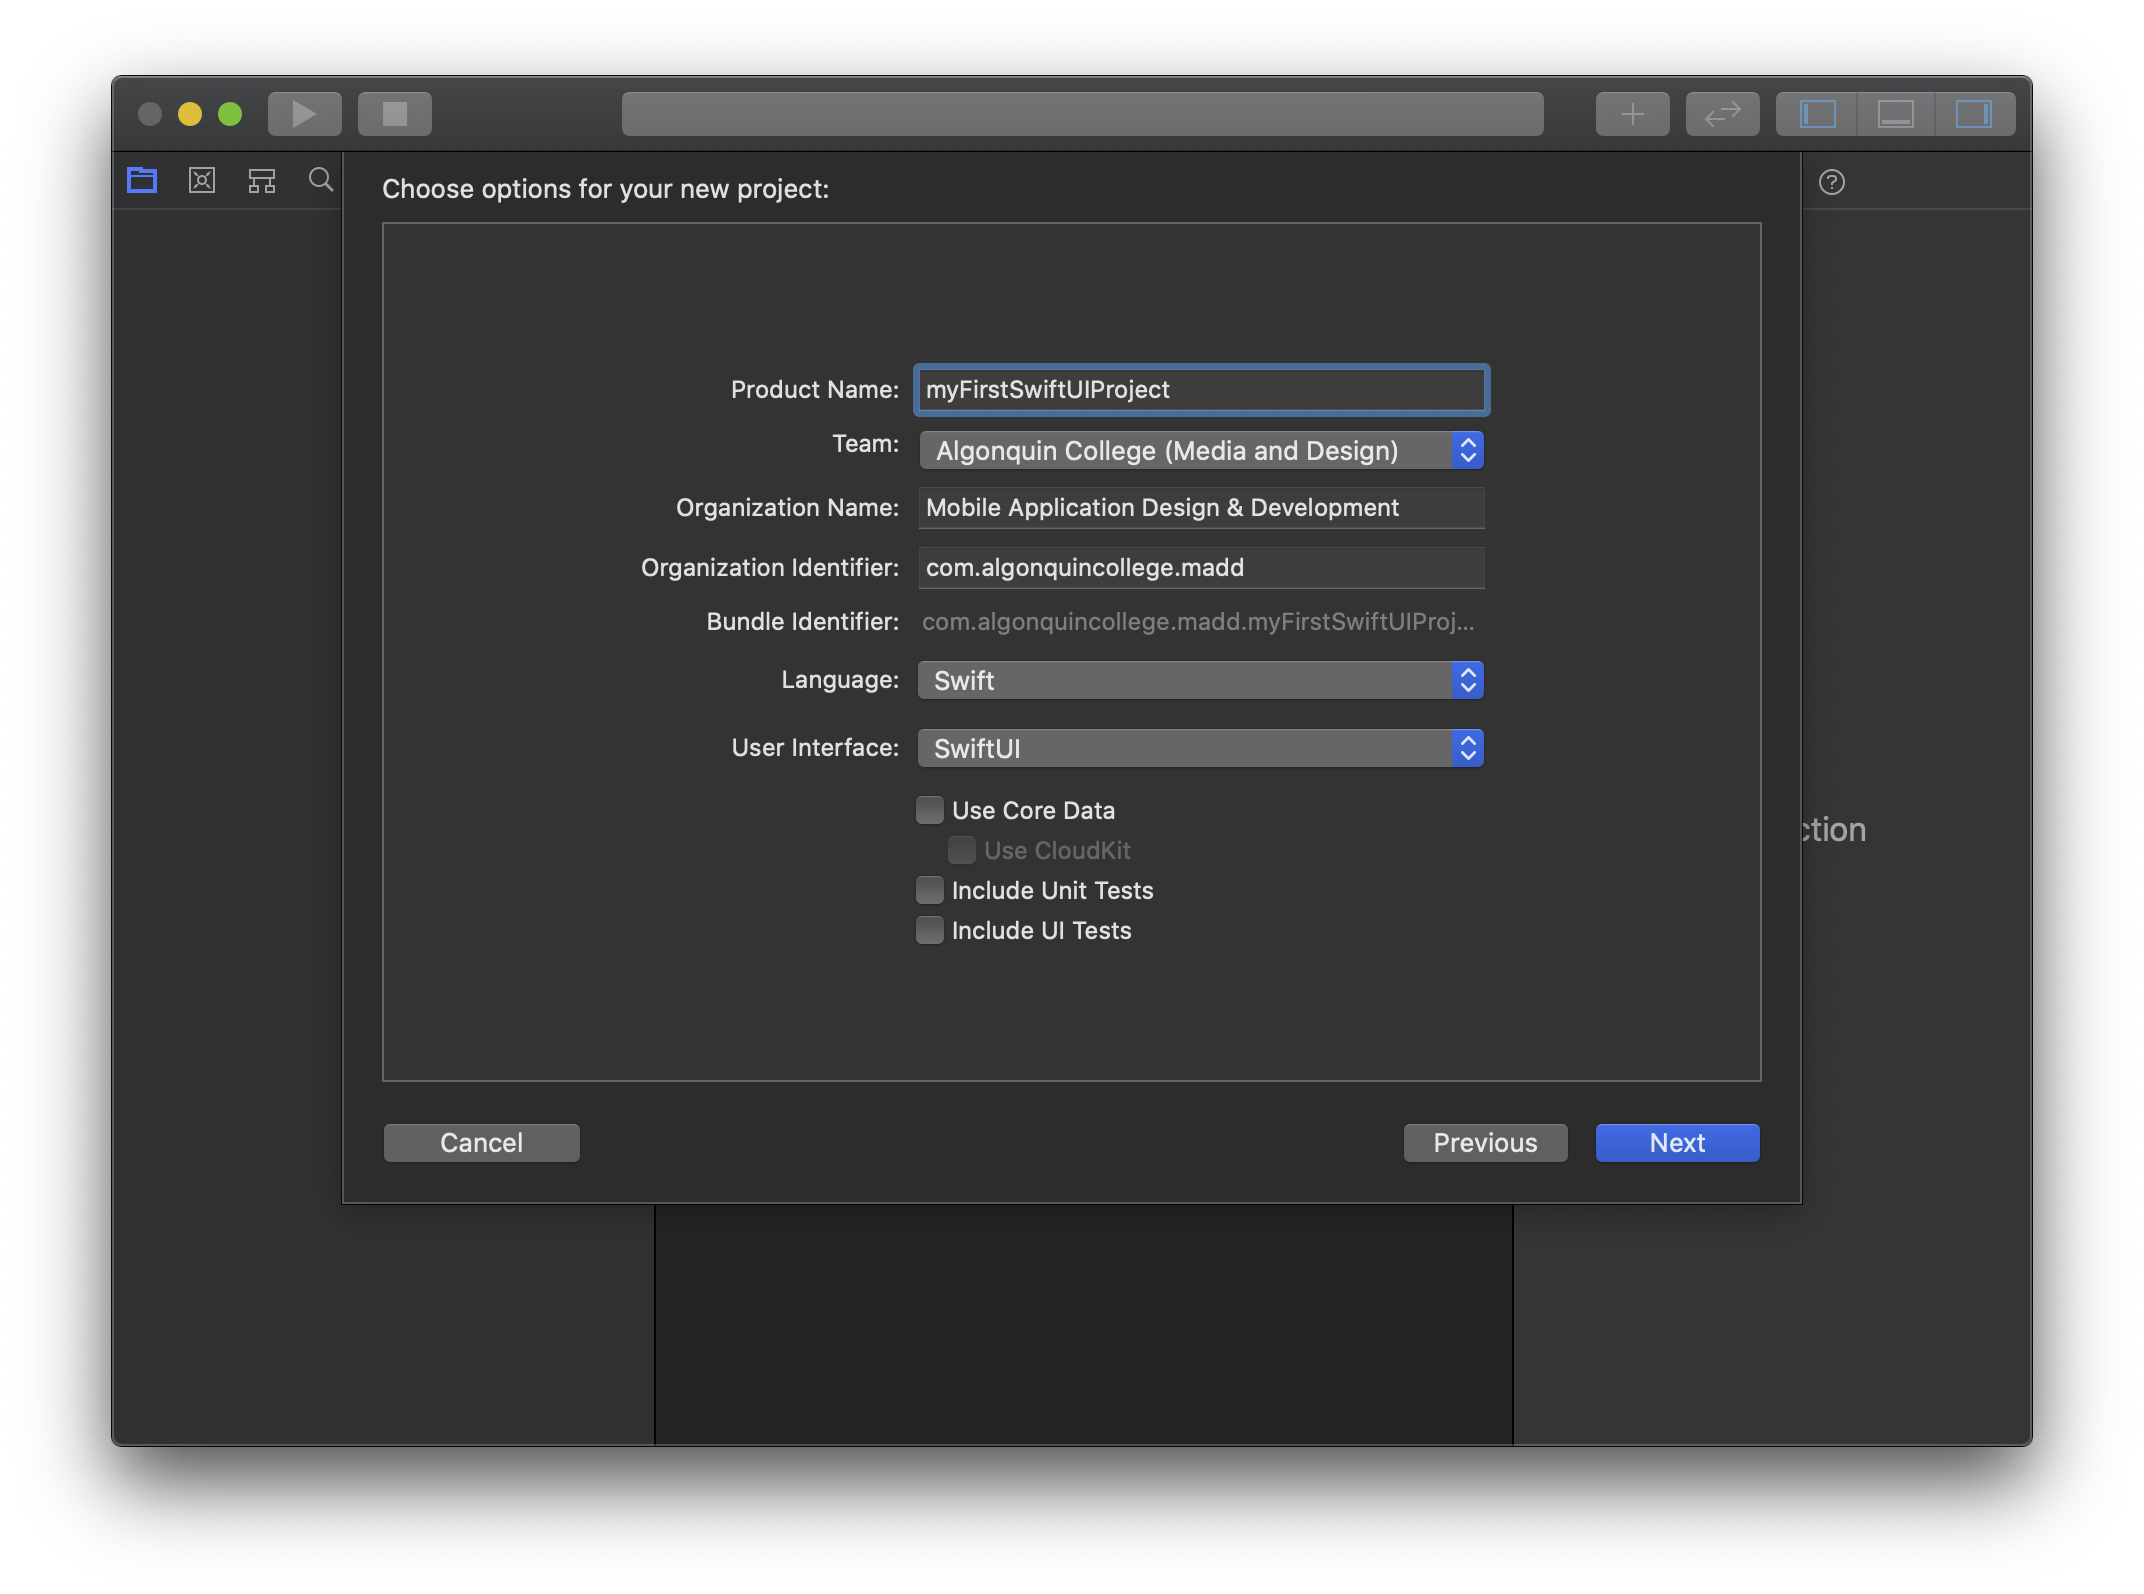 Choose options for your new project:
Product Name: myFirstSwiftUIProject
Team: Algonquin College (Media and Design)
Organization Name: Mobile Application Design & Development
Organization Identifier: com.algonquincollege.madd
Bundle Identifier: com.algonquincollege.madd.myFirstSwiftUIProj...
Language: Swift
User Interface: SwiftUI
Use Core Data
ction
Use CloudKit
Include Unit Tests
Include UI Tests
Cancel Previous Next